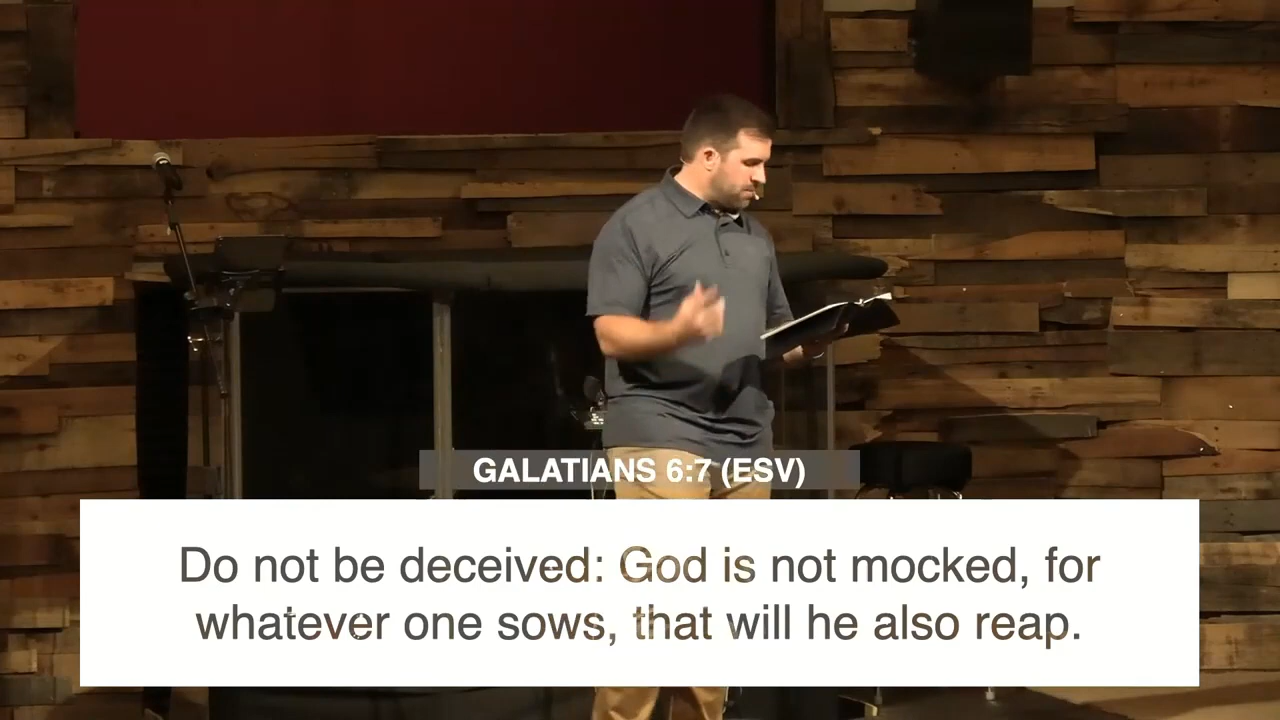 GALATIANS 6:7 (ESV)
Do not be deceived: God is not mocked, for
whatever one sows, that will he also reap.